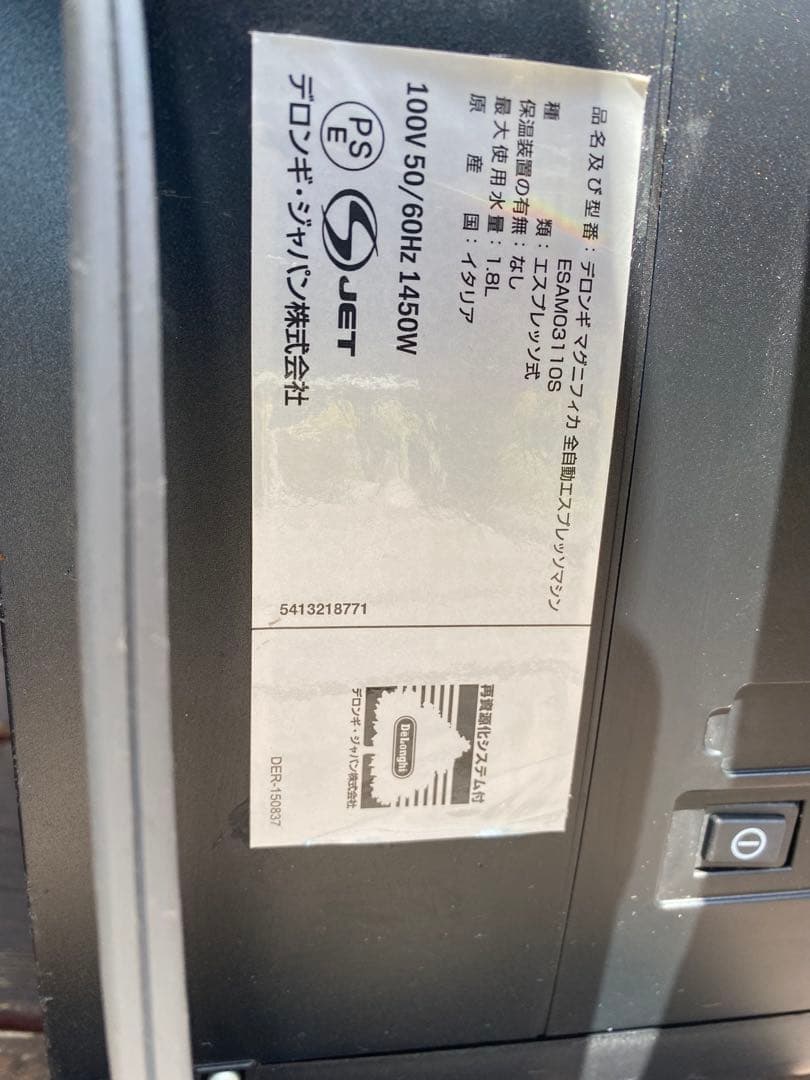 品名及び型番：デロンギ マグニフィカ 全自動エスプレッソマシン
ESAM03110S
種類：エスプレッソ式
保温装置の有無：なし
最大使用水量：1.8L
原産国：イタリア
100V 50/60Hz 1450W
PS
E
JET
デロンギ・ジャパン株式会社
5413218771
再資源化システム付
DeLonghi
デロンギ・ジャパン株式会社
DER-150837